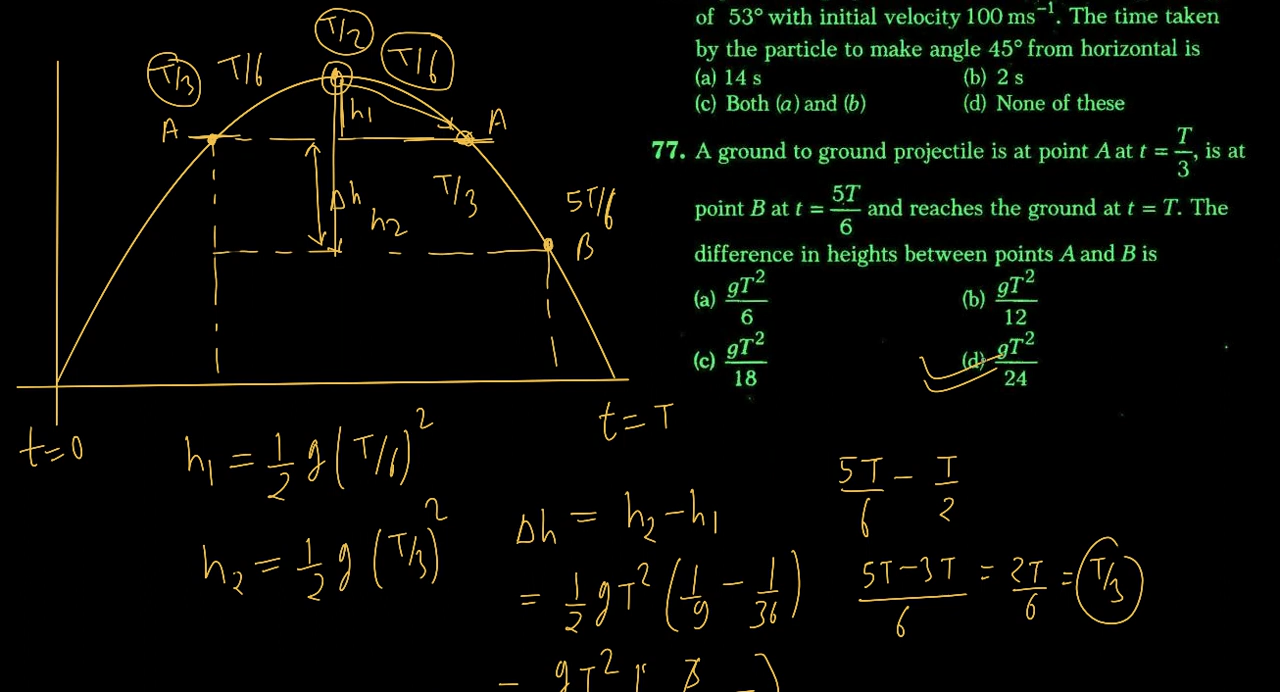 of 53° with initial velocity 100 ms⁻¹. The time taken
by the particle to make angle 45° from horizontal is
(a) 14 s (b) 2 s
(c) Both (a) and (b) (d) None of these
77. A ground to ground projectile is at point A at t = T/3, is at
point B at t = 5T/6 and reaches the ground at t = T. The
difference in heights between points A and B is
(a) gT²/6 (b) gT²/12
(c) gT²/18 (d) gT²/24
T/2
T/3 T/6 T/6
h₁
A A
Δh T/3 5T/6
h₂ B
t=0 t=T
h₁ = 1/2 g(T/6)²
h₂ = 1/2 g(T/3)²
Δh = h₂-h₁
= 1/2 gT² (1/9 - 1/36)
5T/6 - T/2
5T-3T/6 = 2T/6 = T/3
= gT²